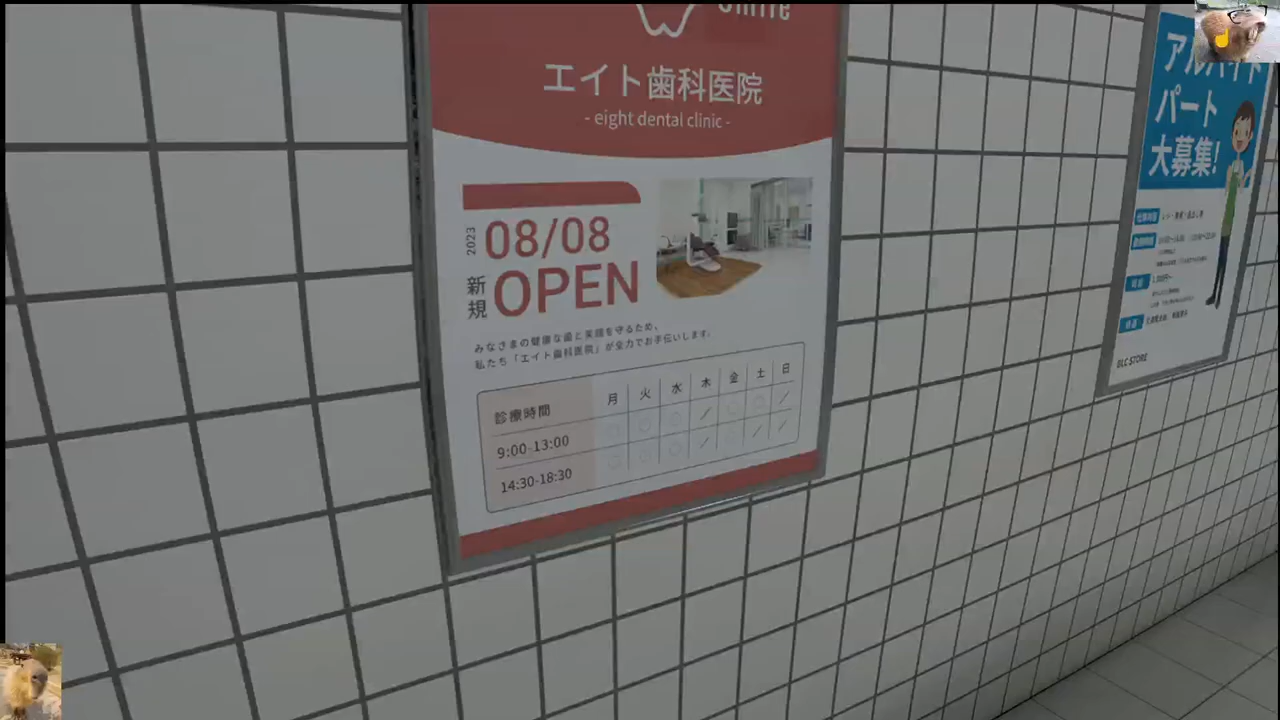 エイト歯科医院
- eight dental clinic -
2023
08/08
新規
OPEN
みなさまの健康な歯と笑顔を守るため、
私たち「エイト歯科医院」が全力でお手伝いします。
診療時間 月 火 水 木 金 土 日
9:00-13:00 ○ ○ ○ ／ ○ ○ ／
14:30-18:30 ○ ○ ○ ／ ○ ／ ／
アルバイト
パート
大募集!
BLC STORE